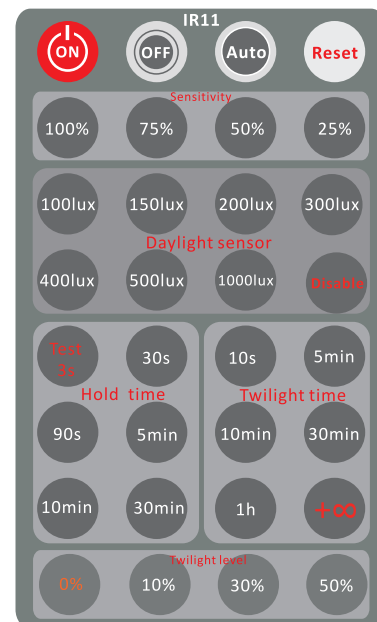 IR11
ON OFF Auto Reset
Sensitivity
100% 75% 50% 25%
100lux 150lux 200lux 300lux
Daylight sensor
400lux 500lux 1000lux Disable
Test
3s
30s 10s 5min
Hold time Twilight time
90s 5min 10min 30min
10min 30min 1h +∞
Twilight level
0% 10% 30% 50%